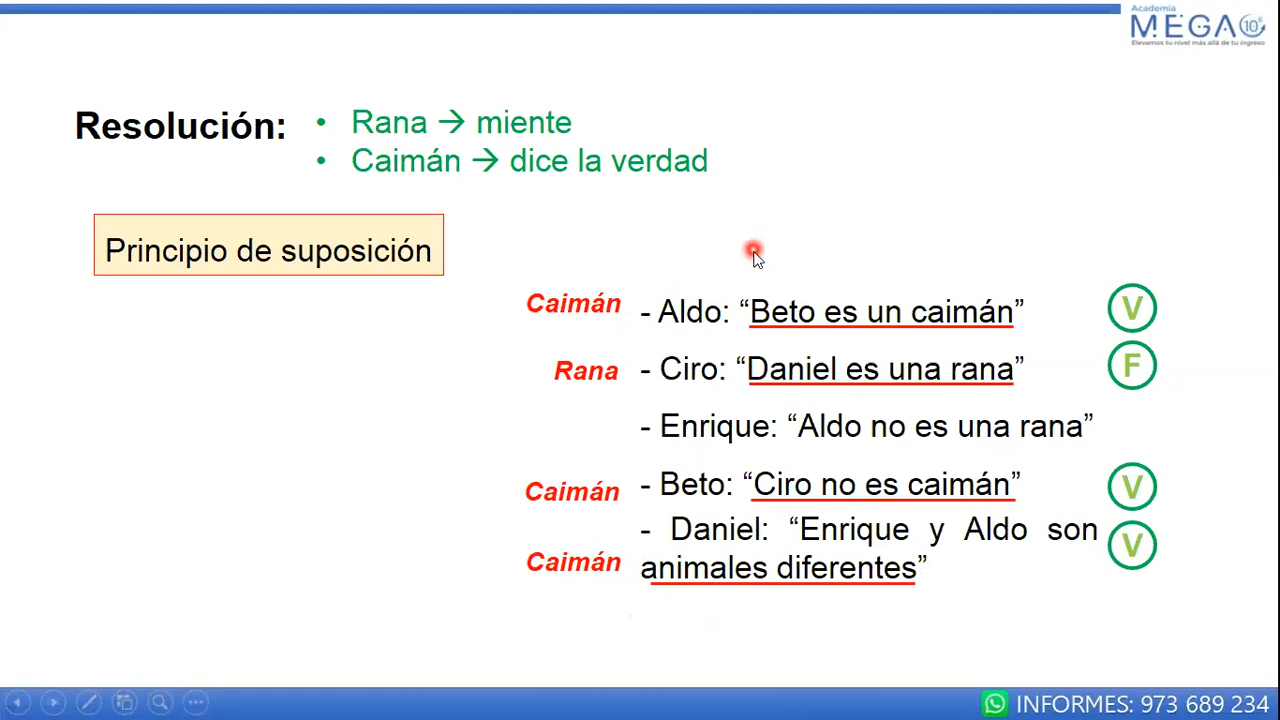 Academia
MEGA 10°
Elevamos tu nivel más allá de tu ingreso
Resolución:
• Rana → miente
• Caimán → dice la verdad
Principio de suposición
Caimán - Aldo: “Beto es un caimán” V
Rana - Ciro: “Daniel es una rana” F
- Enrique: “Aldo no es una rana”
Caimán - Beto: “Ciro no es caimán” V
- Daniel: “Enrique y Aldo son
Caimán animales diferentes” V
INFORMES: 973 689 234